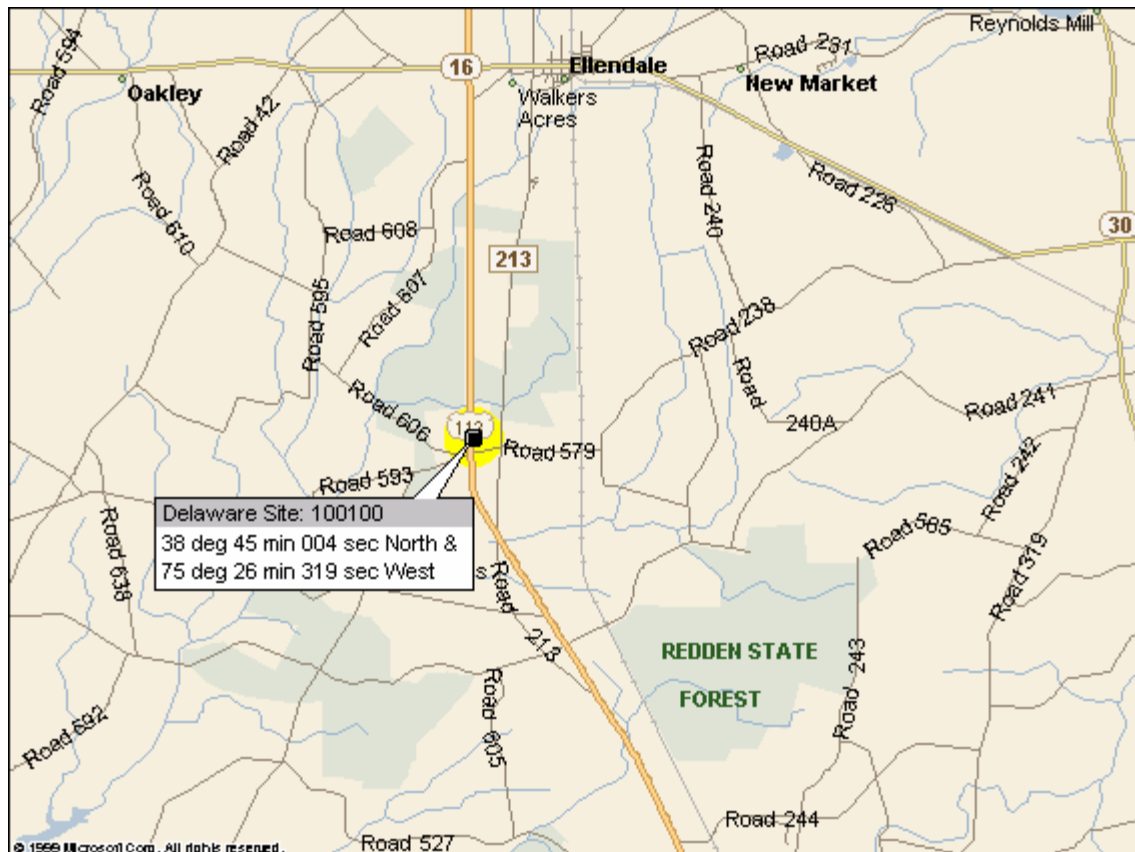 Reynolds Mill
Road 594
Road 231
16
Ellendale
Oakley
New Market
Walkers
Acres
Road 42
Road 610
Road 608
Road 240
Road 226
30
213
Road 607
Road 595
Road 238
Road 606
Road
240A
Road 241
113
Road 579
Road 593
Road 242
Delaware Site: 100100
38 deg 45 min 004 sec North &
75 deg 26 min 319 sec West
s
Road 565
Road 638
Road 213
Road 319
REDDEN STATE
FOREST
Road 243
Road 692
Road 605
Road 527
Road 244
© 1999 Microsoft Corp. All rights reserved.